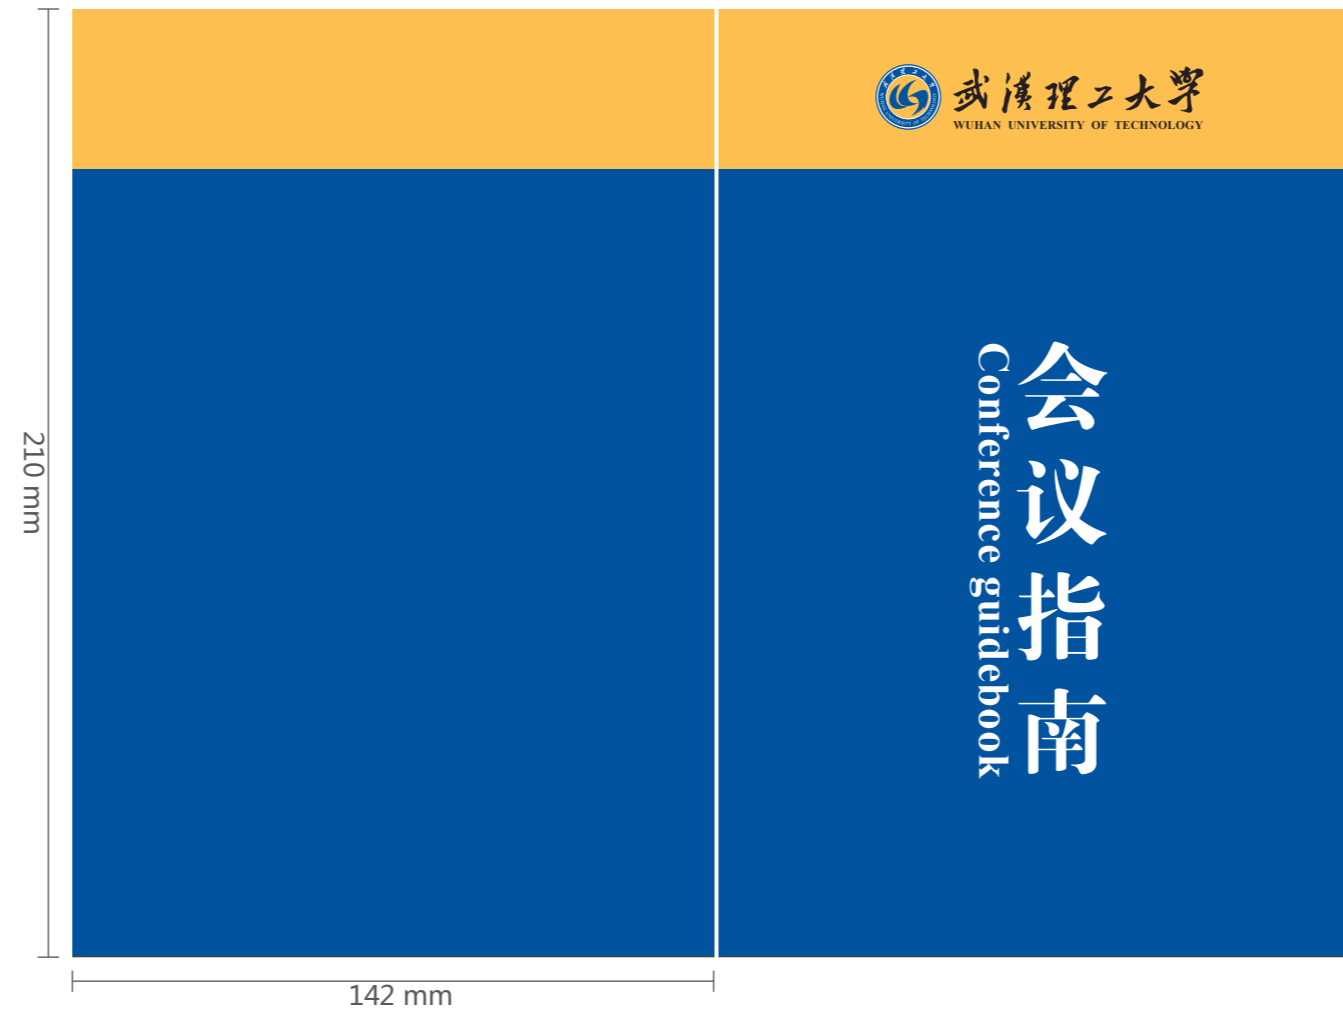 武漢理工大學
WUHAN UNIVERSITY OF TECHNOLOGY
会议指南
Conference guidebook
210 mm
142 mm